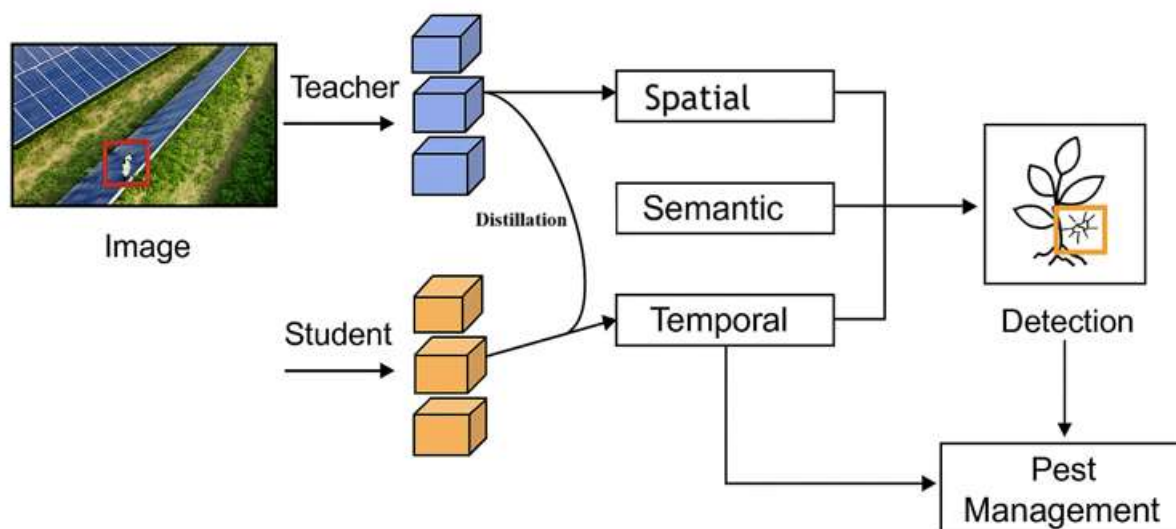 Image
Teacher
Student
Distillation
Spatial
Semantic
Temporal
Detection
Pest
Management